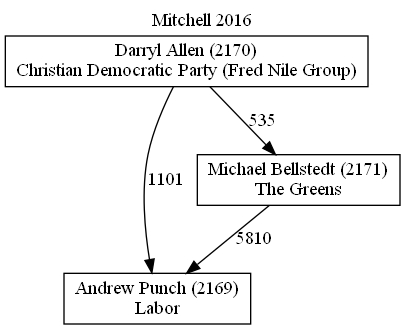 Mitchell 2016
Darryl Allen (2170)
Christian Democratic Party (Fred Nile Group)
535
1101
Michael Bellstedt (2171)
The Greens
5810
Andrew Punch (2169)
Labor